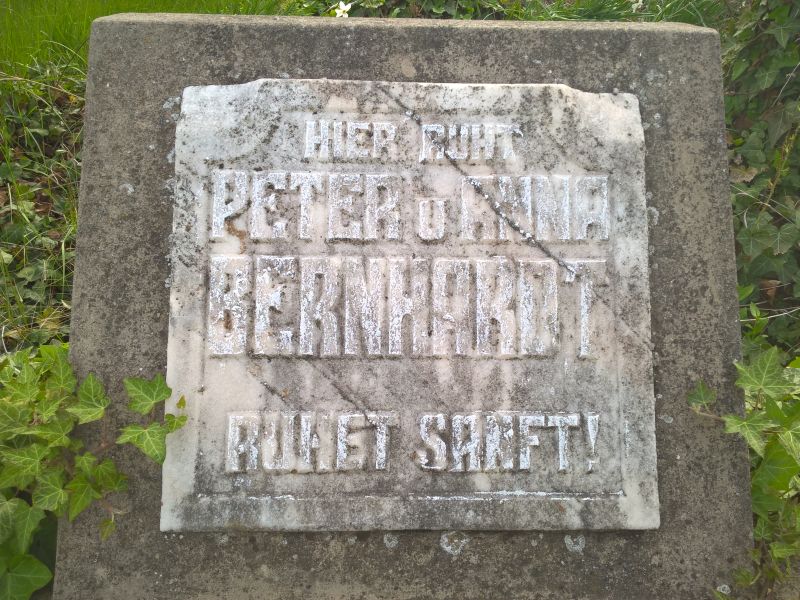 HIER RUHT
PETER U ANNA
BERNHARDT
RUHET SANFT!